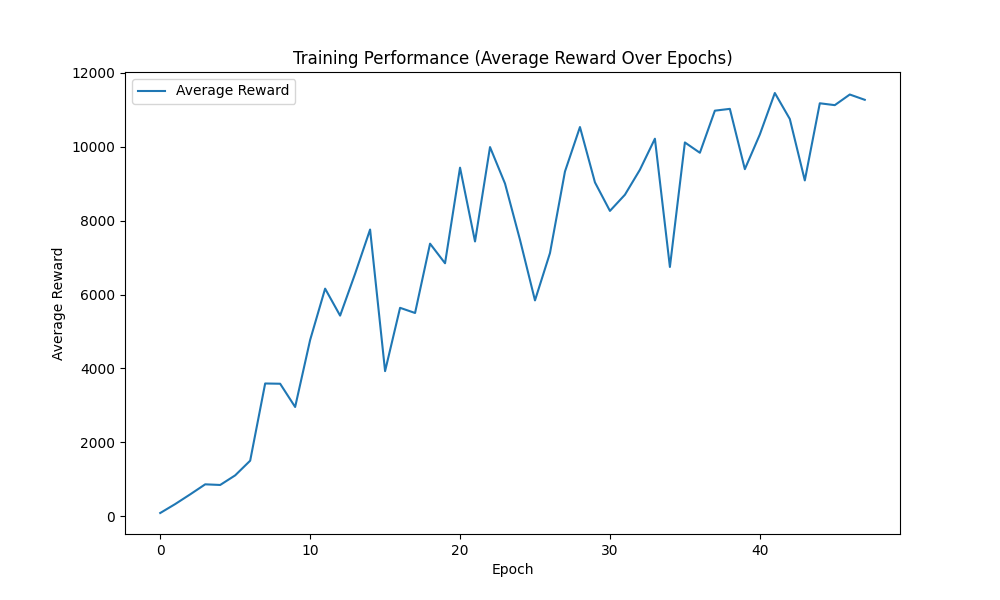 Training Performance (Average Reward Over Epochs)
Average Reward
12000
10000
8000
6000
4000
2000
0
Average Reward
0 10 20 30 40
Epoch